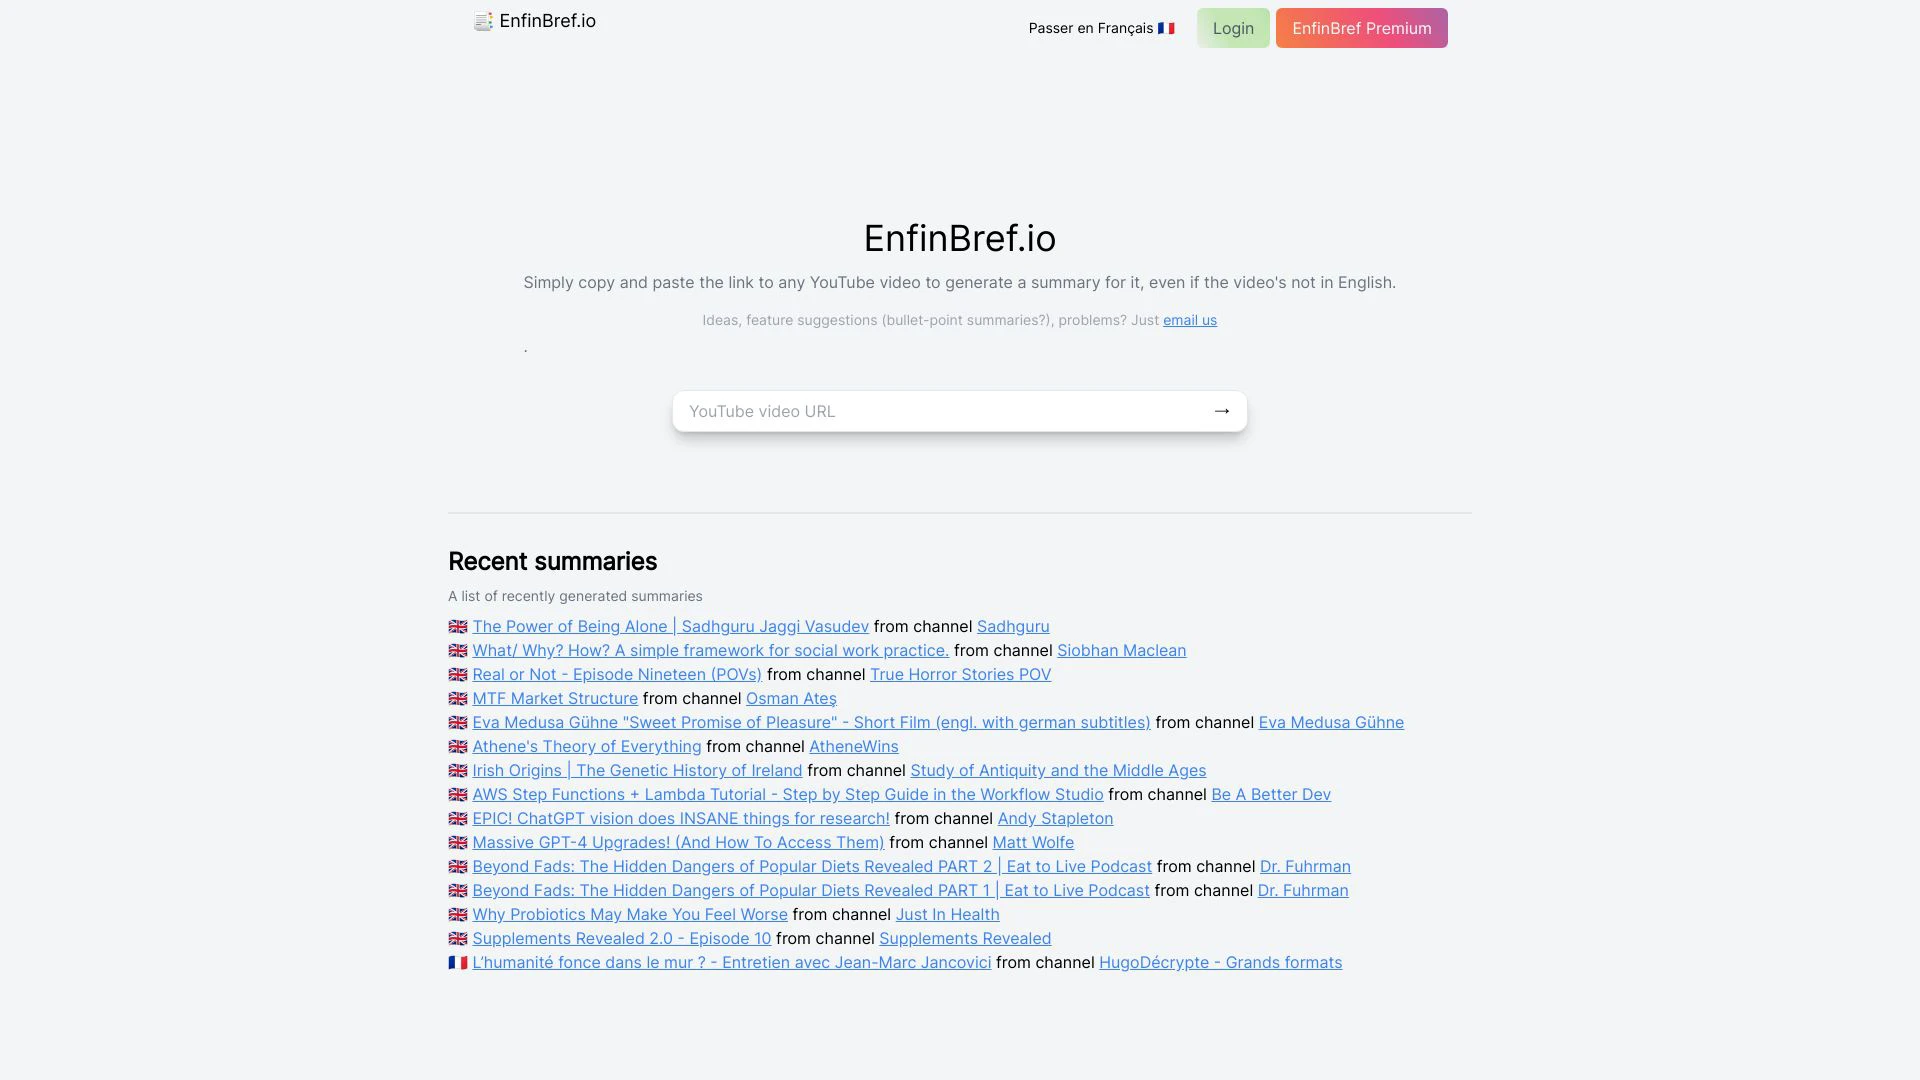 EnfinBref.io
Passer en Français 🇫🇷
Login
EnfinBref Premium
EnfinBref.io
Simply copy and paste the link to any YouTube video to generate a summary for it, even if the video's not in English.
Ideas, feature suggestions (bullet-point summaries?), problems? Just email us
.
YouTube video URL →
Recent summaries
A list of recently generated summaries
🇬🇧 The Power of Being Alone | Sadhguru Jaggi Vasudev from channel Sadhguru
🇬🇧 What/ Why? How? A simple framework for social work practice. from channel Siobhan Maclean
🇬🇧 Real or Not - Episode Nineteen (POVs) from channel True Horror Stories POV
🇬🇧 MTF Market Structure from channel Osman Ateş
🇬🇧 Eva Medusa Gühne "Sweet Promise of Pleasure" - Short Film (engl. with german subtitles) from channel Eva Medusa Gühne
🇬🇧 Athene's Theory of Everything from channel AtheneWins
🇬🇧 Irish Origins | The Genetic History of Ireland from channel Study of Antiquity and the Middle Ages
🇬🇧 AWS Step Functions + Lambda Tutorial - Step by Step Guide in the Workflow Studio from channel Be A Better Dev
🇬🇧 EPIC! ChatGPT vision does INSANE things for research! from channel Andy Stapleton
🇬🇧 Massive GPT-4 Upgrades! (And How To Access Them) from channel Matt Wolfe
🇬🇧 Beyond Fads: The Hidden Dangers of Popular Diets Revealed PART 2 | Eat to Live Podcast from channel Dr. Fuhrman
🇬🇧 Beyond Fads: The Hidden Dangers of Popular Diets Revealed PART 1 | Eat to Live Podcast from channel Dr. Fuhrman
🇬🇧 Why Probiotics May Make You Feel Worse from channel Just In Health
🇬🇧 Supplements Revealed 2.0 - Episode 10 from channel Supplements Revealed
🇫🇷 L’humanité fonce dans le mur ? - Entretien avec Jean-Marc Jancovici from channel HugoDécrypte - Grands formats